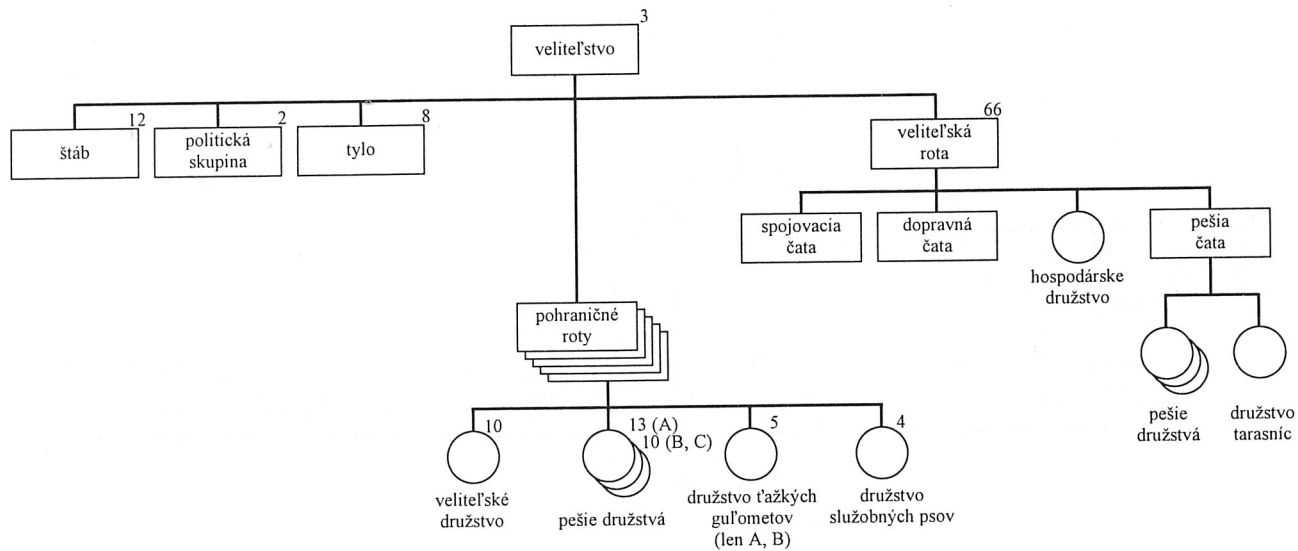 3
veliteľstvo
12
štáb
2
politická
skupina
8
tylo
66
veliteľská
rota
spojovacia
čata
dopravná
čata
hospodárske
družstvo
pešia
čata
pešie
družstvá
družstvo
tarasníc
pohraničné
roty
10
veliteľské
družstvo
13 (A)
10 (B, C)
pešie družstvá
5
družstvo ťažkých
guľometov
(len A, B)
4
družstvo
služobných psov